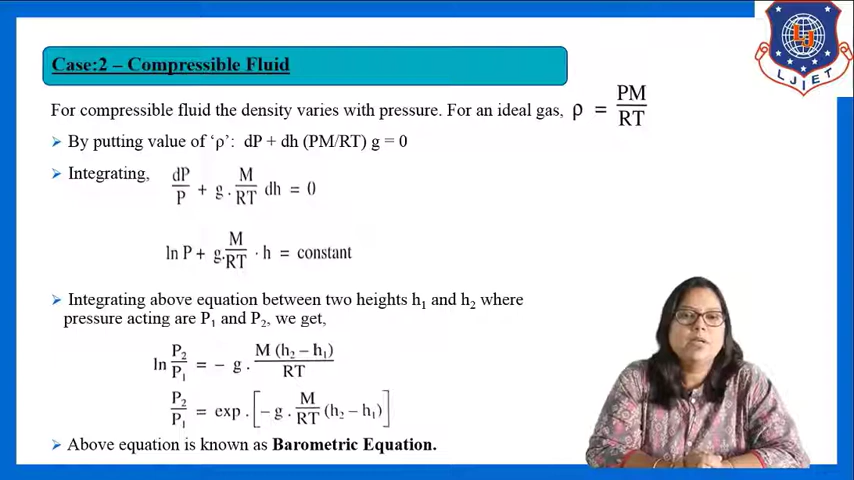 Case:2 – Compressible Fluid
For compressible fluid the density varies with pressure. For an ideal gas, ρ = PM/RT
➤ By putting value of ‘ρ’: dP + dh (PM/RT) g = 0
➤ Integrating, dP/P + g . M/RT dh = 0
ln P + g. M/RT · h = constant
➤ Integrating above equation between two heights h₁ and h₂ where
pressure acting are P₁ and P₂, we get,
ln P₂/P₁ = – g . M (h₂ – h₁)/RT
P₂/P₁ = exp . [– g . M/RT (h₂ – h₁)]
➤ Above equation is known as Barometric Equation.
LJ
LJIET